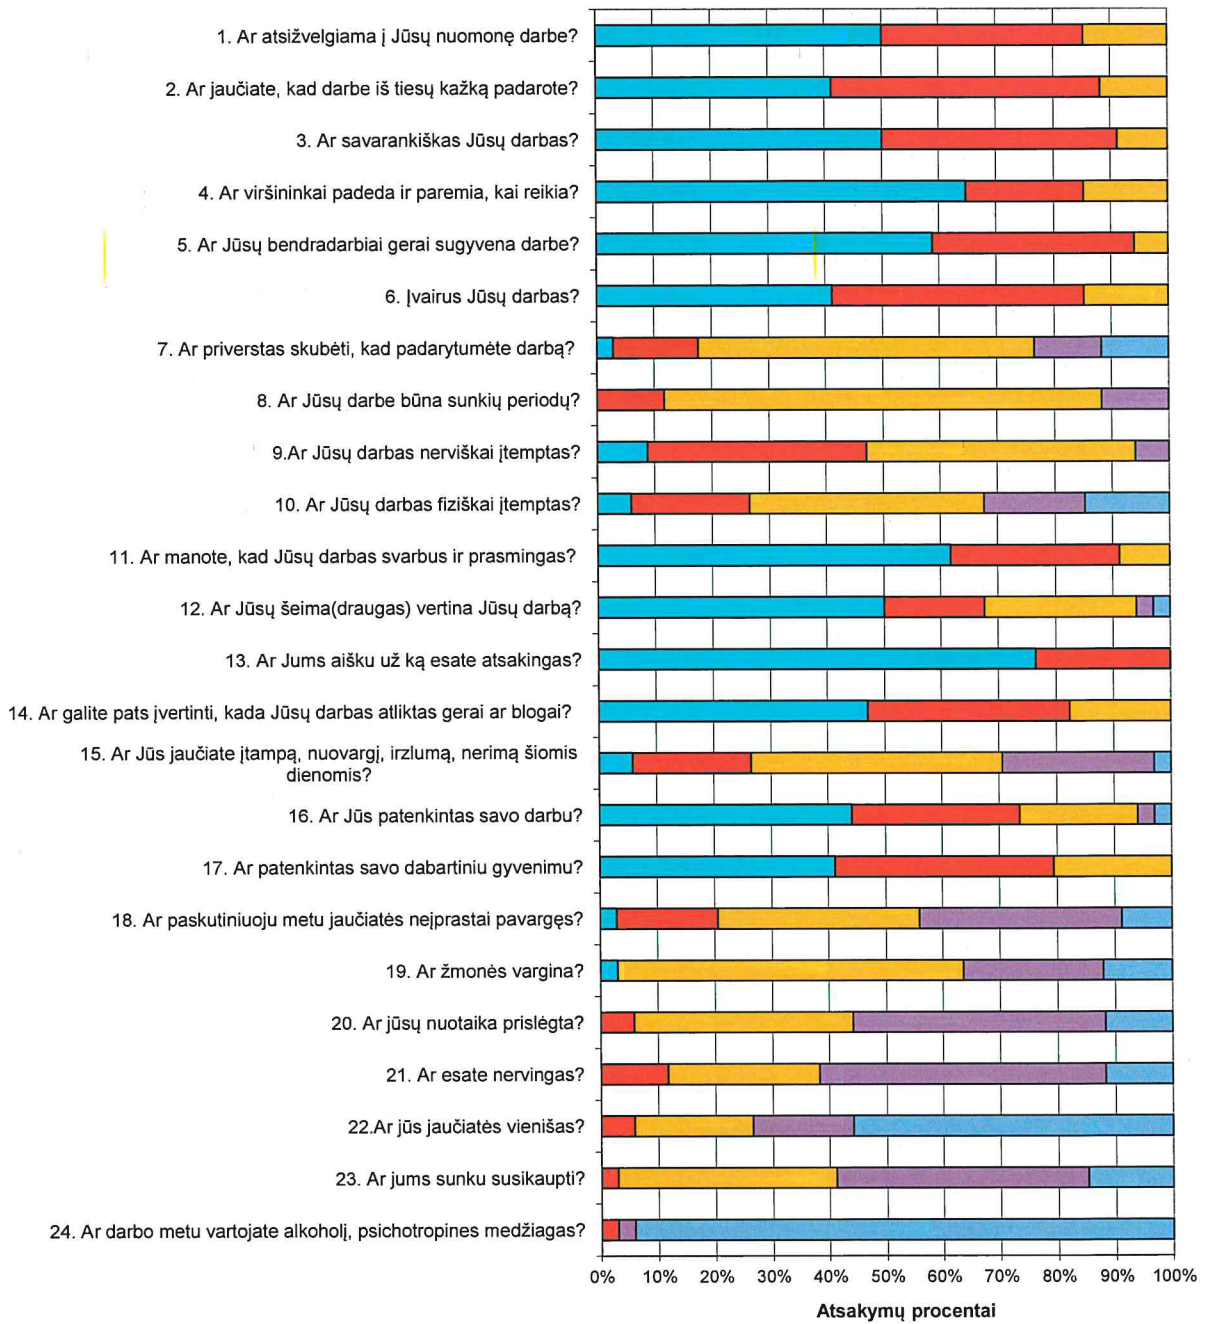 1. Ar atsižvelgiama į Jūsų nuomonę darbe?
2. Ar jaučiate, kad darbe iš tiesų kažką padarote?
3. Ar savarankiškas Jūsų darbas?
4. Ar viršininkai padeda ir paremia, kai reikia?
5. Ar Jūsų bendradarbiai gerai sugyvena darbe?
6. Įvairus Jūsų darbas?
7. Ar priverstas skubėti, kad padarytumėte darbą?
8. Ar Jūsų darbe būna sunkių periodų?
9.Ar Jūsų darbas nerviškai įtemptas?
10. Ar Jūsų darbas fiziškai įtemptas?
11. Ar manote, kad Jūsų darbas svarbus ir prasmingas?
12. Ar Jūsų šeima(draugas) vertina Jūsų darbą?
13. Ar Jums aišku už ką esate atsakingas?
14. Ar galite pats įvertinti, kada Jūsų darbas atliktas gerai ar blogai?
15. Ar Jūs jaučiate įtampą, nuovargį, irzlumą, nerimą šiomis
dienomis?
16. Ar Jūs patenkintas savo darbu?
17. Ar patenkintas savo dabartiniu gyvenimu?
18. Ar paskutiniuoju metu jaučiatės neįprastai pavargęs?
19. Ar žmonės vargina?
20. Ar jūsų nuotaika prislėgta?
21. Ar esate nervingas?
22.Ar jūs jaučiatės vienišas?
23. Ar jums sunku susikaupti?
24. Ar darbo metu vartojate alkoholį, psichotropines medžiagas?
0% 10% 20% 30% 40% 50% 60% 70% 80% 90% 100%
Atsakymų procentai